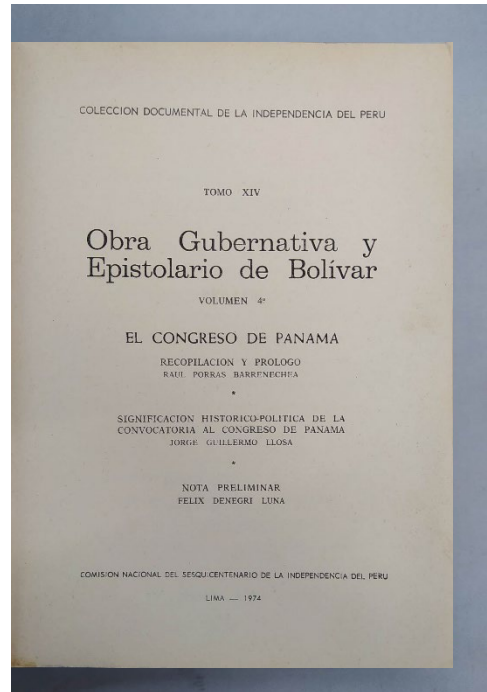 COLECCION DOCUMENTAL DE LA INDEPENDENCIA DEL PERU
TOMO XIV
Obra Gubernativa y
Epistolario de Bolívar
VOLUMEN 4º
EL CONGRESO DE PANAMA
RECOPILACION Y PROLOGO
RAUL PORRAS BARRENECHEA
*
SIGNIFICACION HISTORICO-POLITICA DE LA
CONVOCATORIA AL CONGRESO DE PANAMA
JORGE GUILLERMO LLOSA
*
NOTA PRELIMINAR
FELIX DENEGRI LUNA
COMISION NACIONAL DEL SESQUICENTENARIO DE LA INDEPENDENCIA DEL PERU
LIMA — 1974